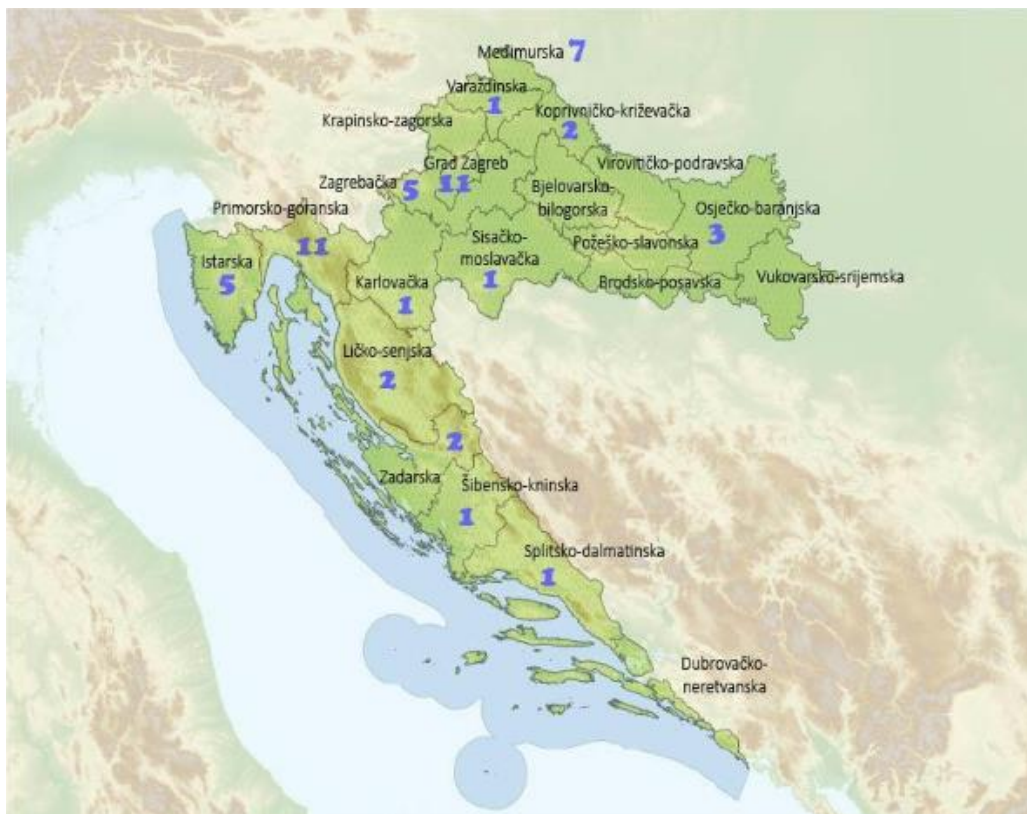 Međimurska 7
Varaždinska
1
Krapinsko-zagorska
Koprivničko-križevačka
2
Grad Zagreb
11
Virovitičko-podravska
Zagrebačka
5
Bjelovarsko-
bilogorska
Primorsko-goranska
11
Osječko-baranjska
3
Istarska
5
Sisačko-
moslavačka
1
Požeško-slavonska
Karlovačka
1
Brodsko-posavska
Vukovarsko-srijemska
Ličko-senjska
2
2
Zadarska
Šibensko-kninska
1
Splitsko-dalmatinska
1
Dubrovačko-
neretvanska